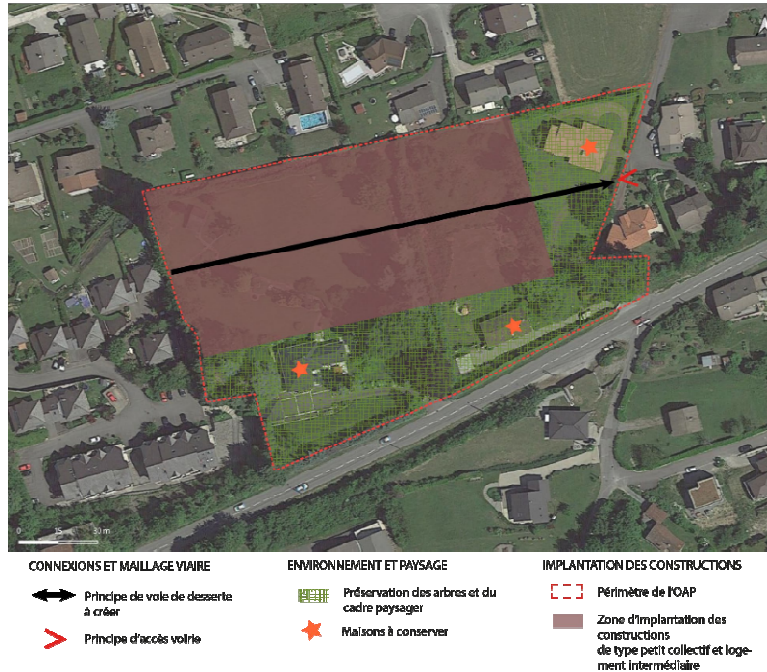 0 15 30 m
CONNEXIONS ET MAILLAGE VIAIRE
Principe de voie de desserte
à créer
Principe d'accès voirie
ENVIRONNEMENT ET PAYSAGE
Préservation des arbres et du
cadre paysager
Maisons à conserver
IMPLANTATION DES CONSTRUCTIONS
Périmètre de l'OAP
Zone d'implantation des
constructions
de type petit collectif et loge-
ment intermédiaire